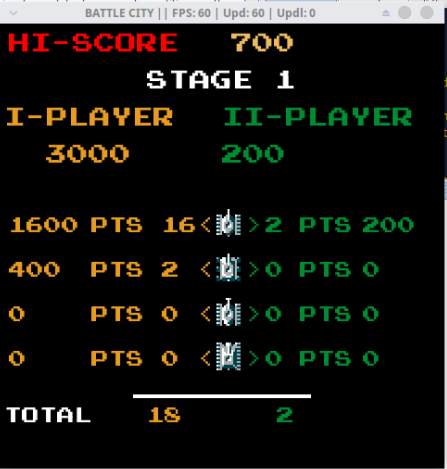 BATTLE CITY || FPS: 60 | Upd: 60 | Updl: 0
HI-SCORE 700
STAGE 1
I-PLAYER II-PLAYER
3000 200
1600 PTS 16 < > 2 PTS 200
400 PTS 2 < > 0 PTS 0
0 PTS 0 < > 0 PTS 0
0 PTS 0 < > 0 PTS 0
TOTAL 18 2